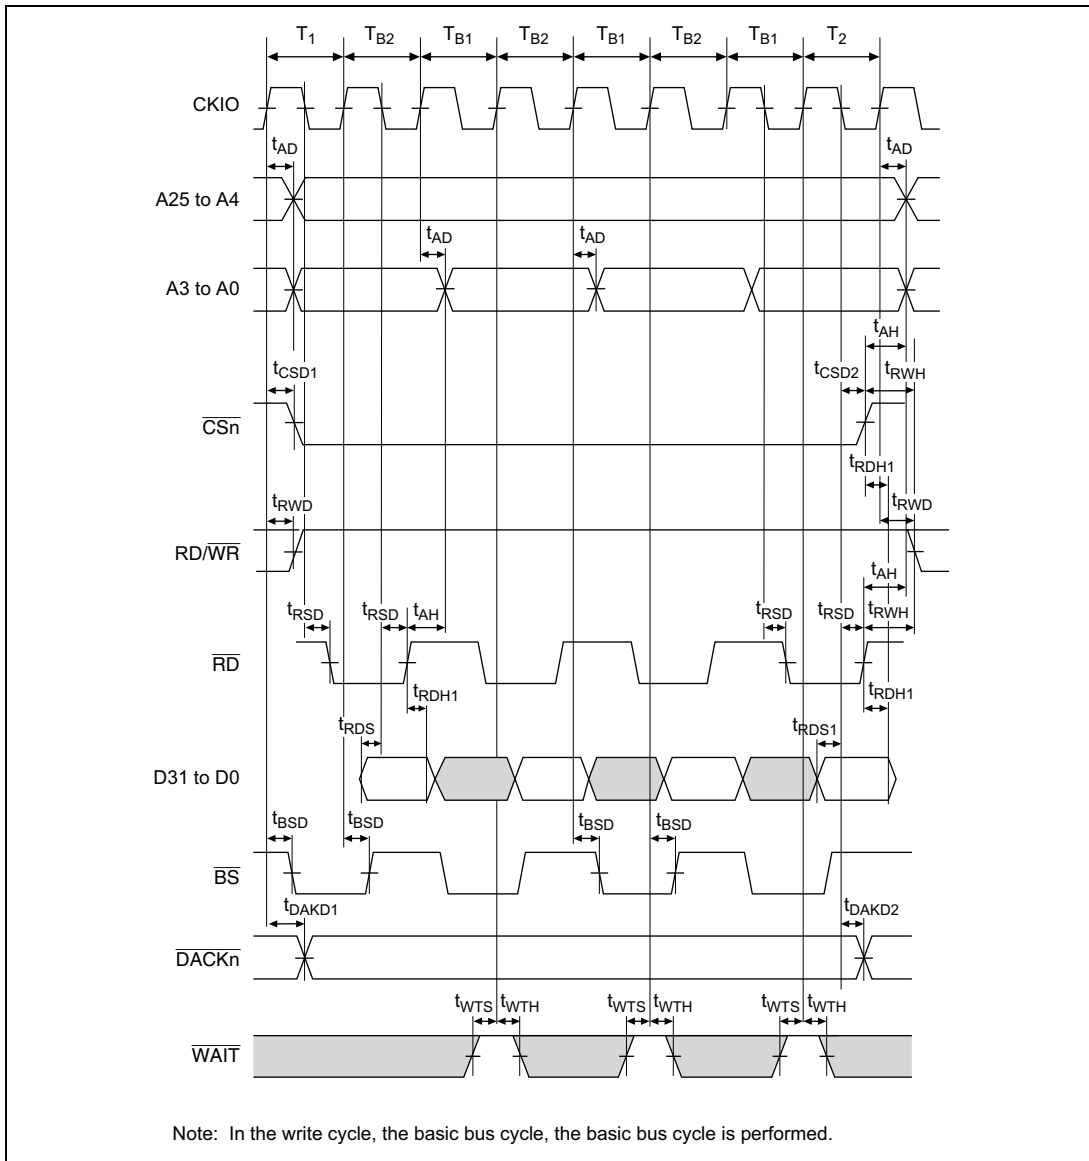 T1 TB2 TB1 TB2 TB1 TB2 TB1 T2
CKIO
tAD tAD
A25 to A4
tAD tAD
A3 to A0
tAH
tCSD1 tCSD2 tRWH
CSn
tRDH1
tRWD tRWD
RD/WR
tAH
tRSD tRSD tAH tRSD tRSD tRWH
RD
tRDH1 tRDH1
tRDS tRDS1
D31 to D0
tBSD tBSD tBSD tBSD
BS
tDAKD1 tDAKD2
DACKn
tWTS tWTH tWTS tWTH tWTS tWTH
WAIT
Note: In the write cycle, the basic bus cycle, the basic bus cycle is performed.